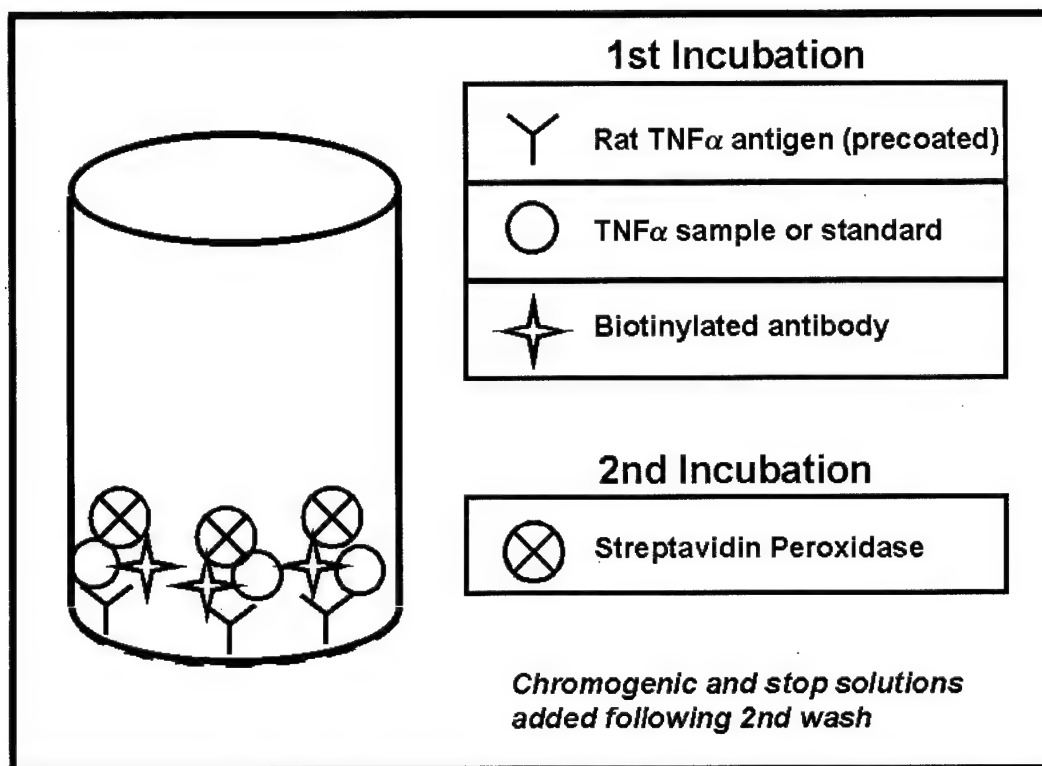 1st Incubation
Rat TNFα antigen (precoated)
TNFα sample or standard
Biotinylated antibody
2nd Incubation
Streptavidin Peroxidase
Chromogenic and stop solutions
added following 2nd wash